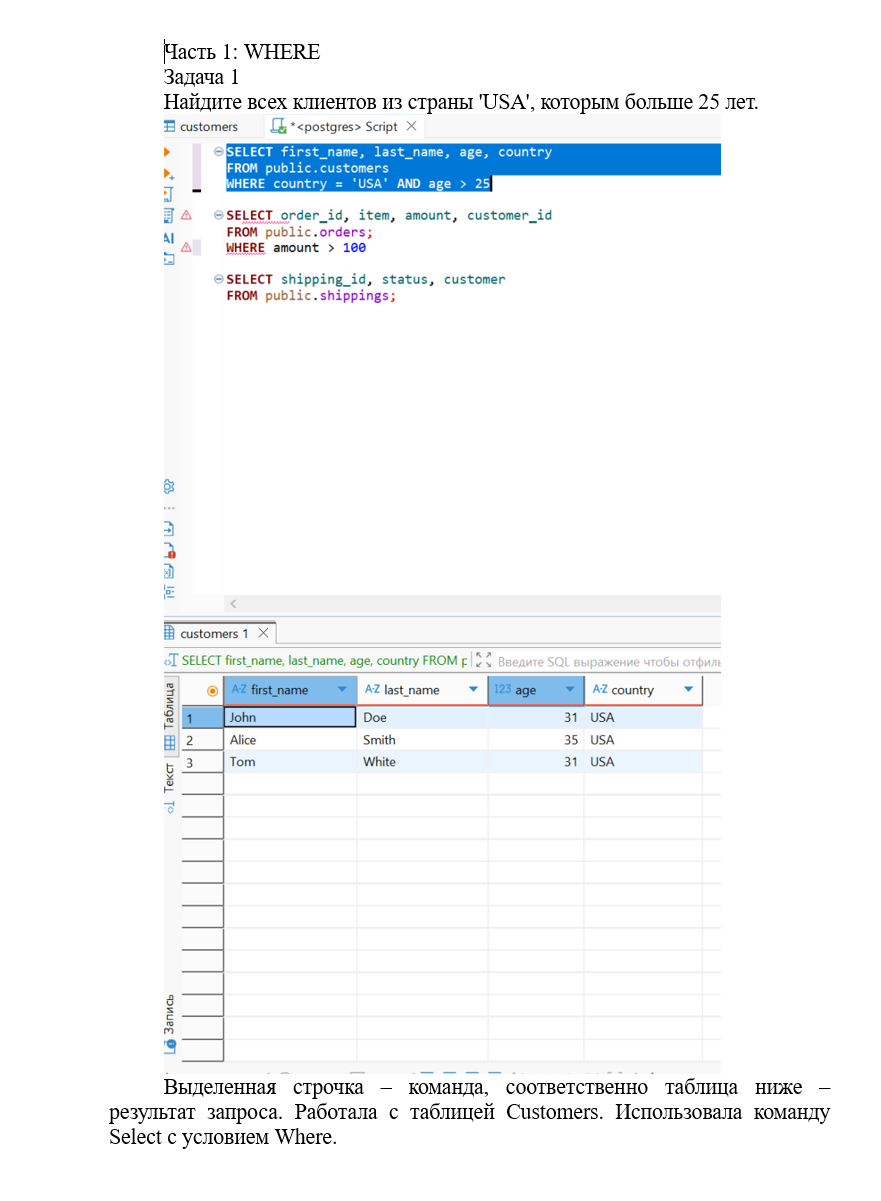 Часть 1: WHERE
Задача 1
Найдите всех клиентов из страны 'USA', которым больше 25 лет.
customers *<postgres> Script
SELECT first_name, last_name, age, country
FROM public.customers
WHERE country = 'USA' AND age > 25
SELECT order_id, item, amount, customer_id
FROM public.orders;
AI
WHERE amount > 100
SELECT shipping_id, status, customer
FROM public.shippings;
customers 1
SELECT first_name, last_name, age, country FROM p Введите SQL выражение чтобы отфиль
Таблица
A-Z first_name A-Z last_name 123 age A-Z country
1 John Doe 31 USA
2 Alice Smith 35 USA
3 Tom White 31 USA
Текст
Запись
Выделенная строчка – команда, соответственно таблица ниже –
результат запроса. Работала с таблицей Customers. Использовала команду
Select с условием Where.